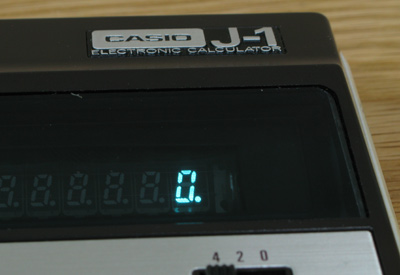 CASIO J-1
ELECTRONIC CALCULATOR
0.
4 2 0